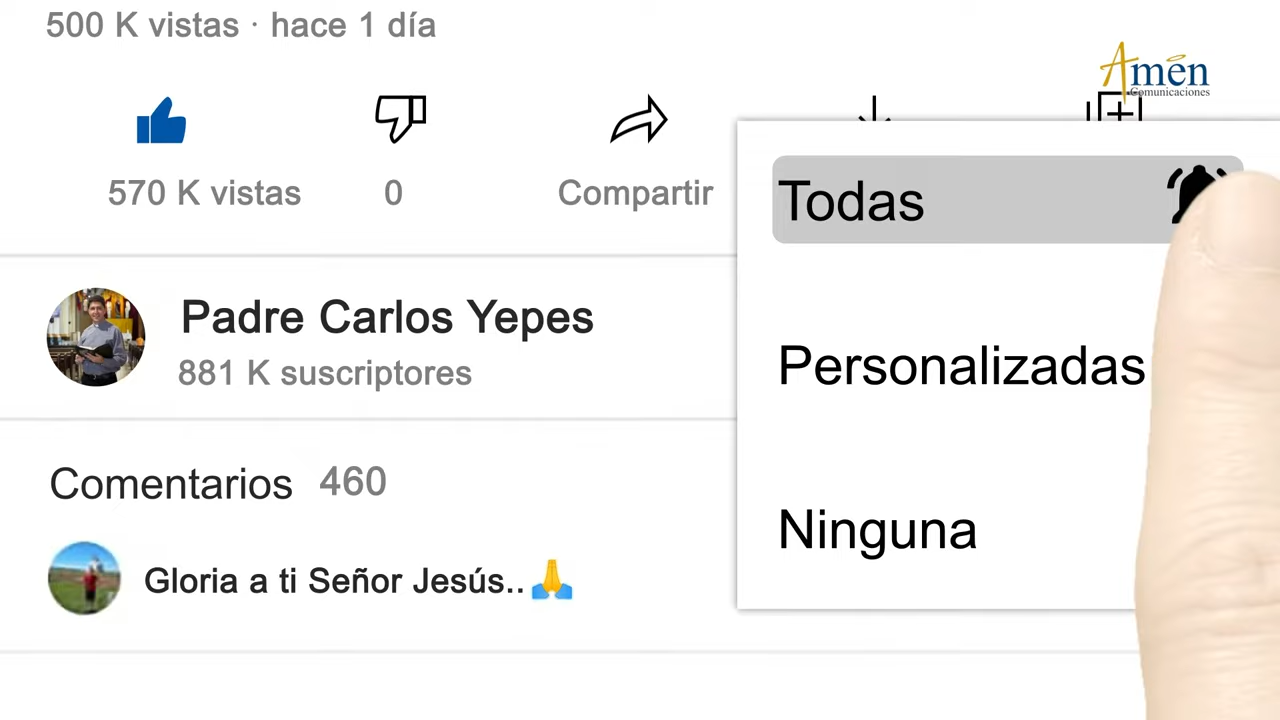 500 K vistas · hace 1 día
Amén
Comunicaciones
570 K vistas
0
Compartir
Todas
Padre Carlos Yepes
881 K suscriptores
Personalizadas
Comentarios 460
Ninguna
Gloria a ti Señor Jesús..🙏